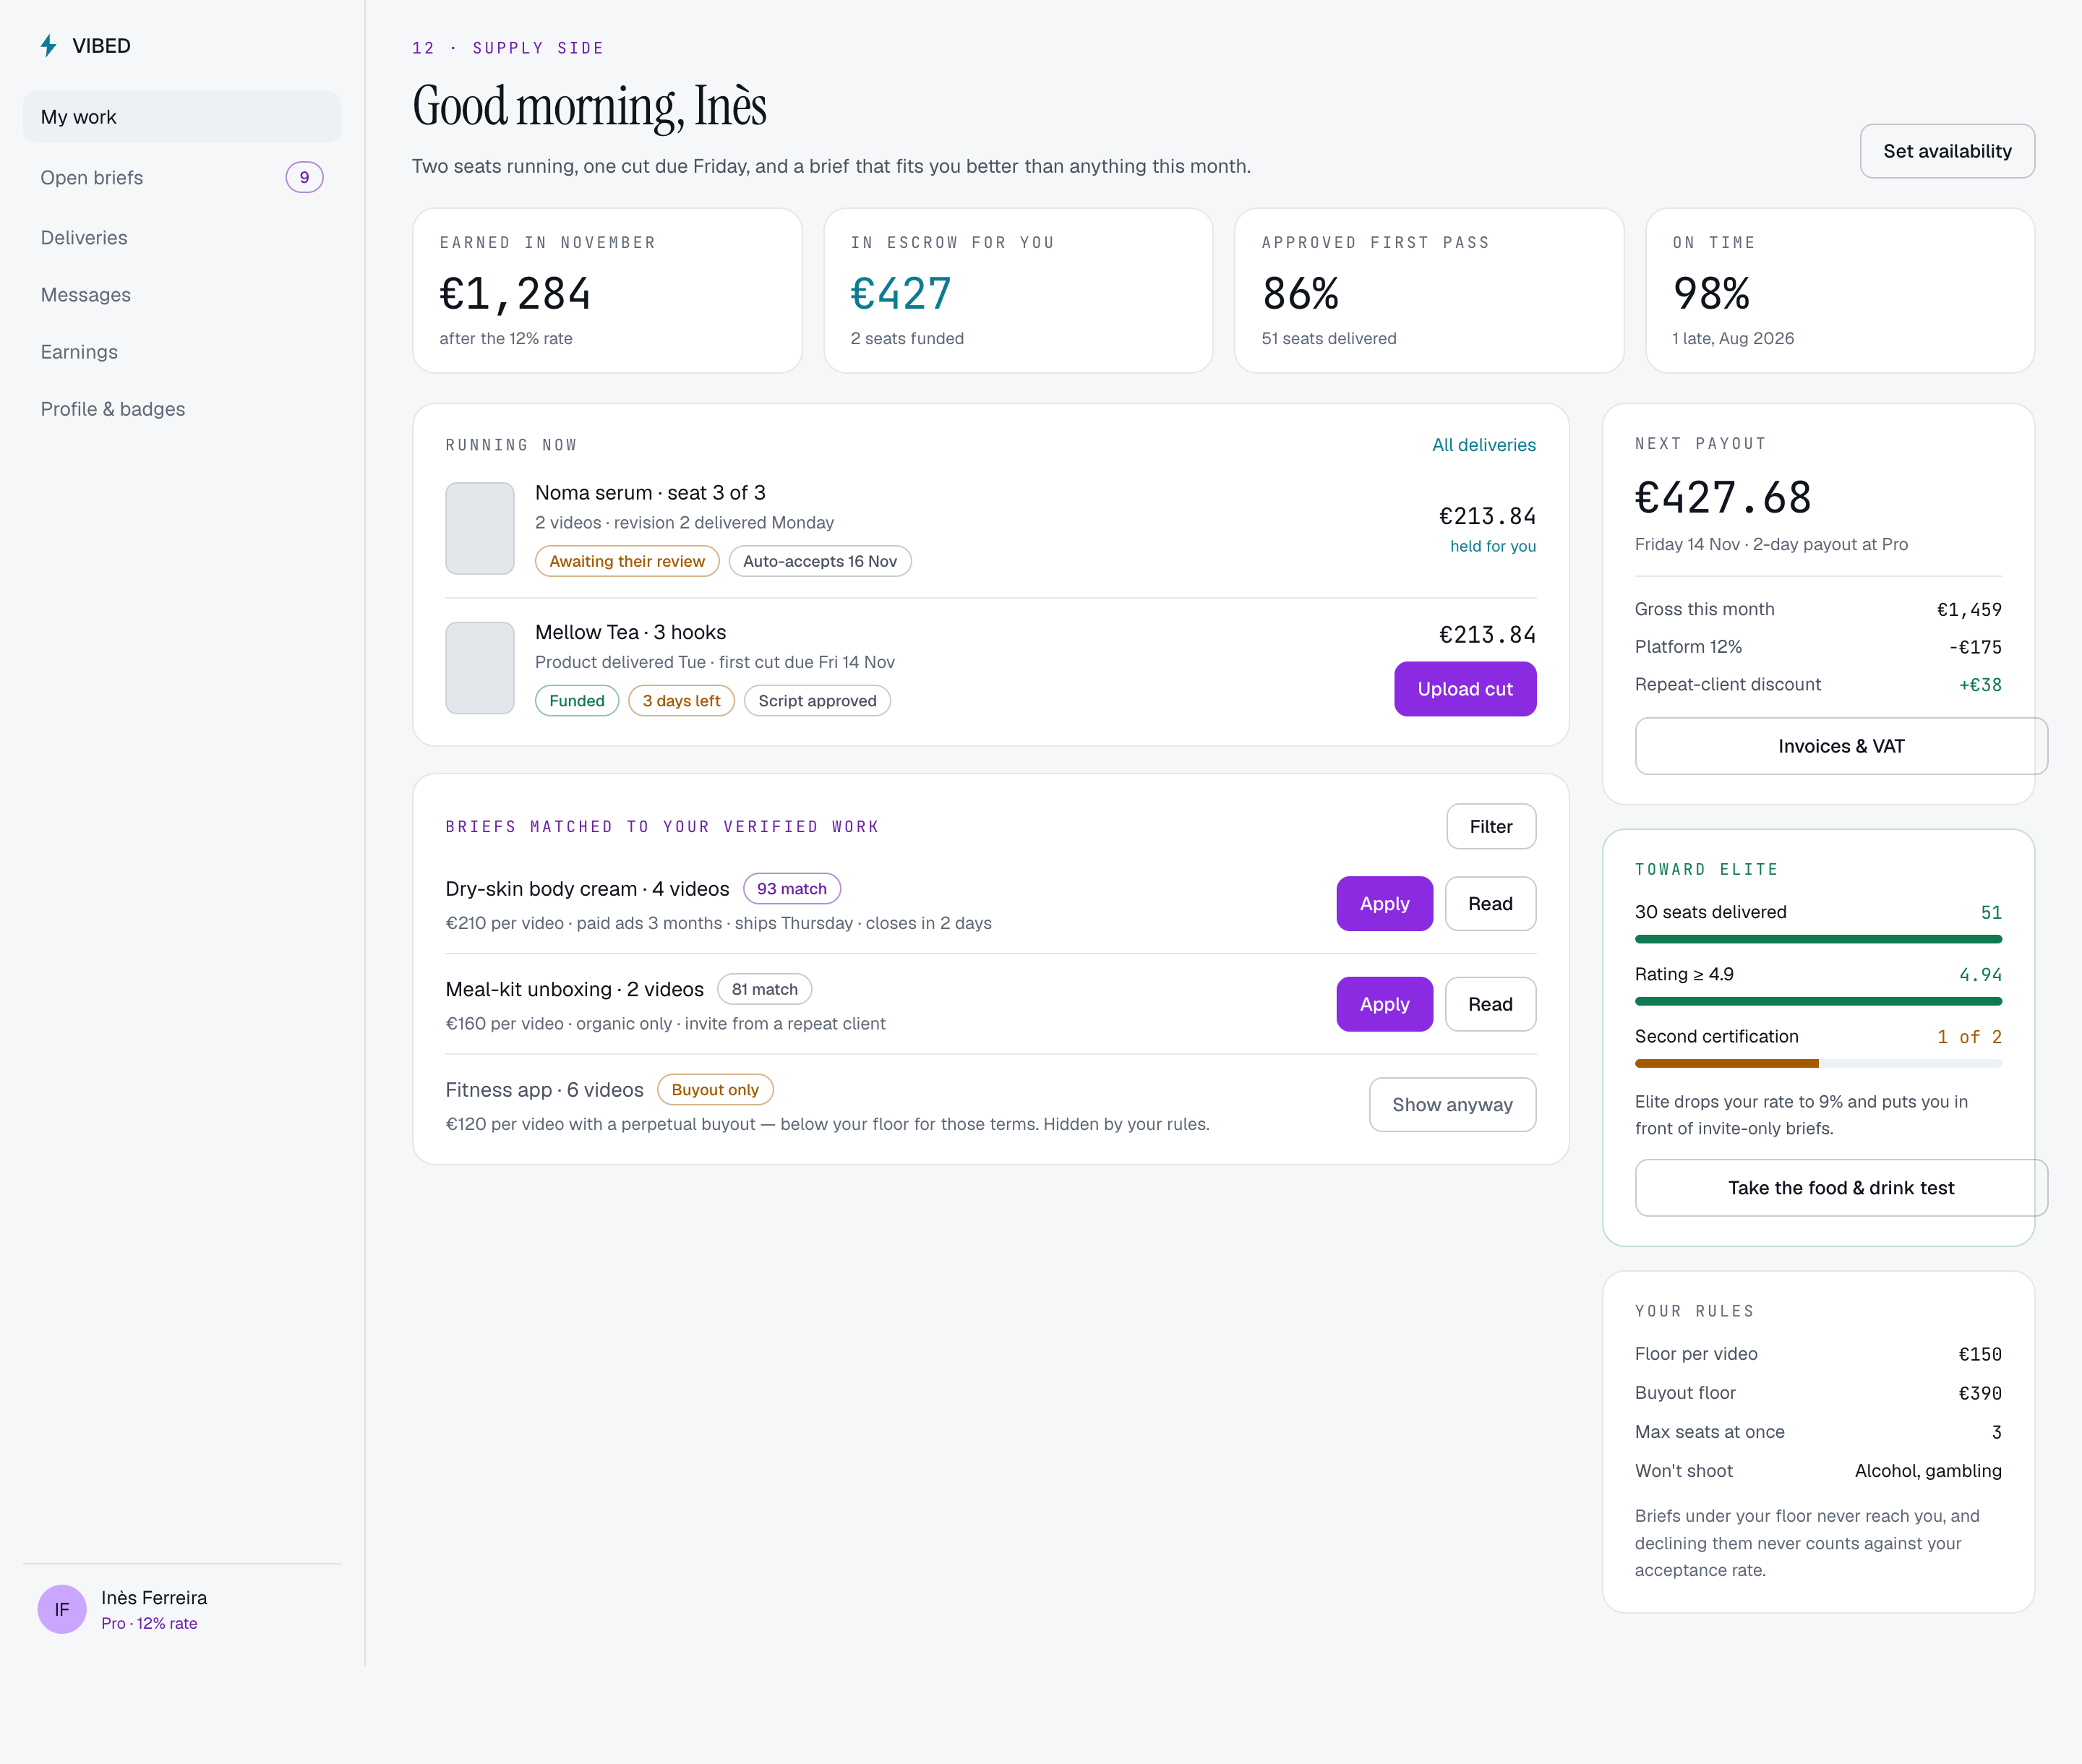 VIBED
My work
Open briefs 9
Deliveries
Messages
Earnings
Profile & badges
IF
Inès Ferreira
Pro · 12% rate
12 · SUPPLY SIDE
Good morning, Inès
Two seats running, one cut due Friday, and a brief that fits you better than anything this month.
Set availability
EARNED IN NOVEMBER
€1,284
after the 12% rate
IN ESCROW FOR YOU
€427
2 seats funded
APPROVED FIRST PASS
86%
51 seats delivered
ON TIME
98%
1 late, Aug 2026
RUNNING NOW
All deliveries
Noma serum · seat 3 of 3
2 videos · revision 2 delivered Monday
Awaiting their review
Auto-accepts 16 Nov
€213.84
held for you
Mellow Tea · 3 hooks
Product delivered Tue · first cut due Fri 14 Nov
Funded
3 days left
Script approved
€213.84
Upload cut
BRIEFS MATCHED TO YOUR VERIFIED WORK
Filter
Dry-skin body cream · 4 videos
93 match
€210 per video · paid ads 3 months · ships Thursday · closes in 2 days
Apply
Read
Meal-kit unboxing · 2 videos
81 match
€160 per video · organic only · invite from a repeat client
Apply
Read
Fitness app · 6 videos
Buyout only
€120 per video with a perpetual buyout — below your floor for those terms. Hidden by your rules.
Show anyway
NEXT PAYOUT
€427.68
Friday 14 Nov · 2-day payout at Pro
Gross this month €1,459
Platform 12% -€175
Repeat-client discount +€38
Invoices & VAT
TOWARD ELITE
30 seats delivered 51
Rating ≥ 4.9 4.94
Second certification 1 of 2
Elite drops your rate to 9% and puts you in
front of invite-only briefs.
Take the food & drink test
YOUR RULES
Floor per video €150
Buyout floor €390
Max seats at once 3
Won't shoot Alcohol, gambling
Briefs under your floor never reach you, and
declining them never counts against your
acceptance rate.